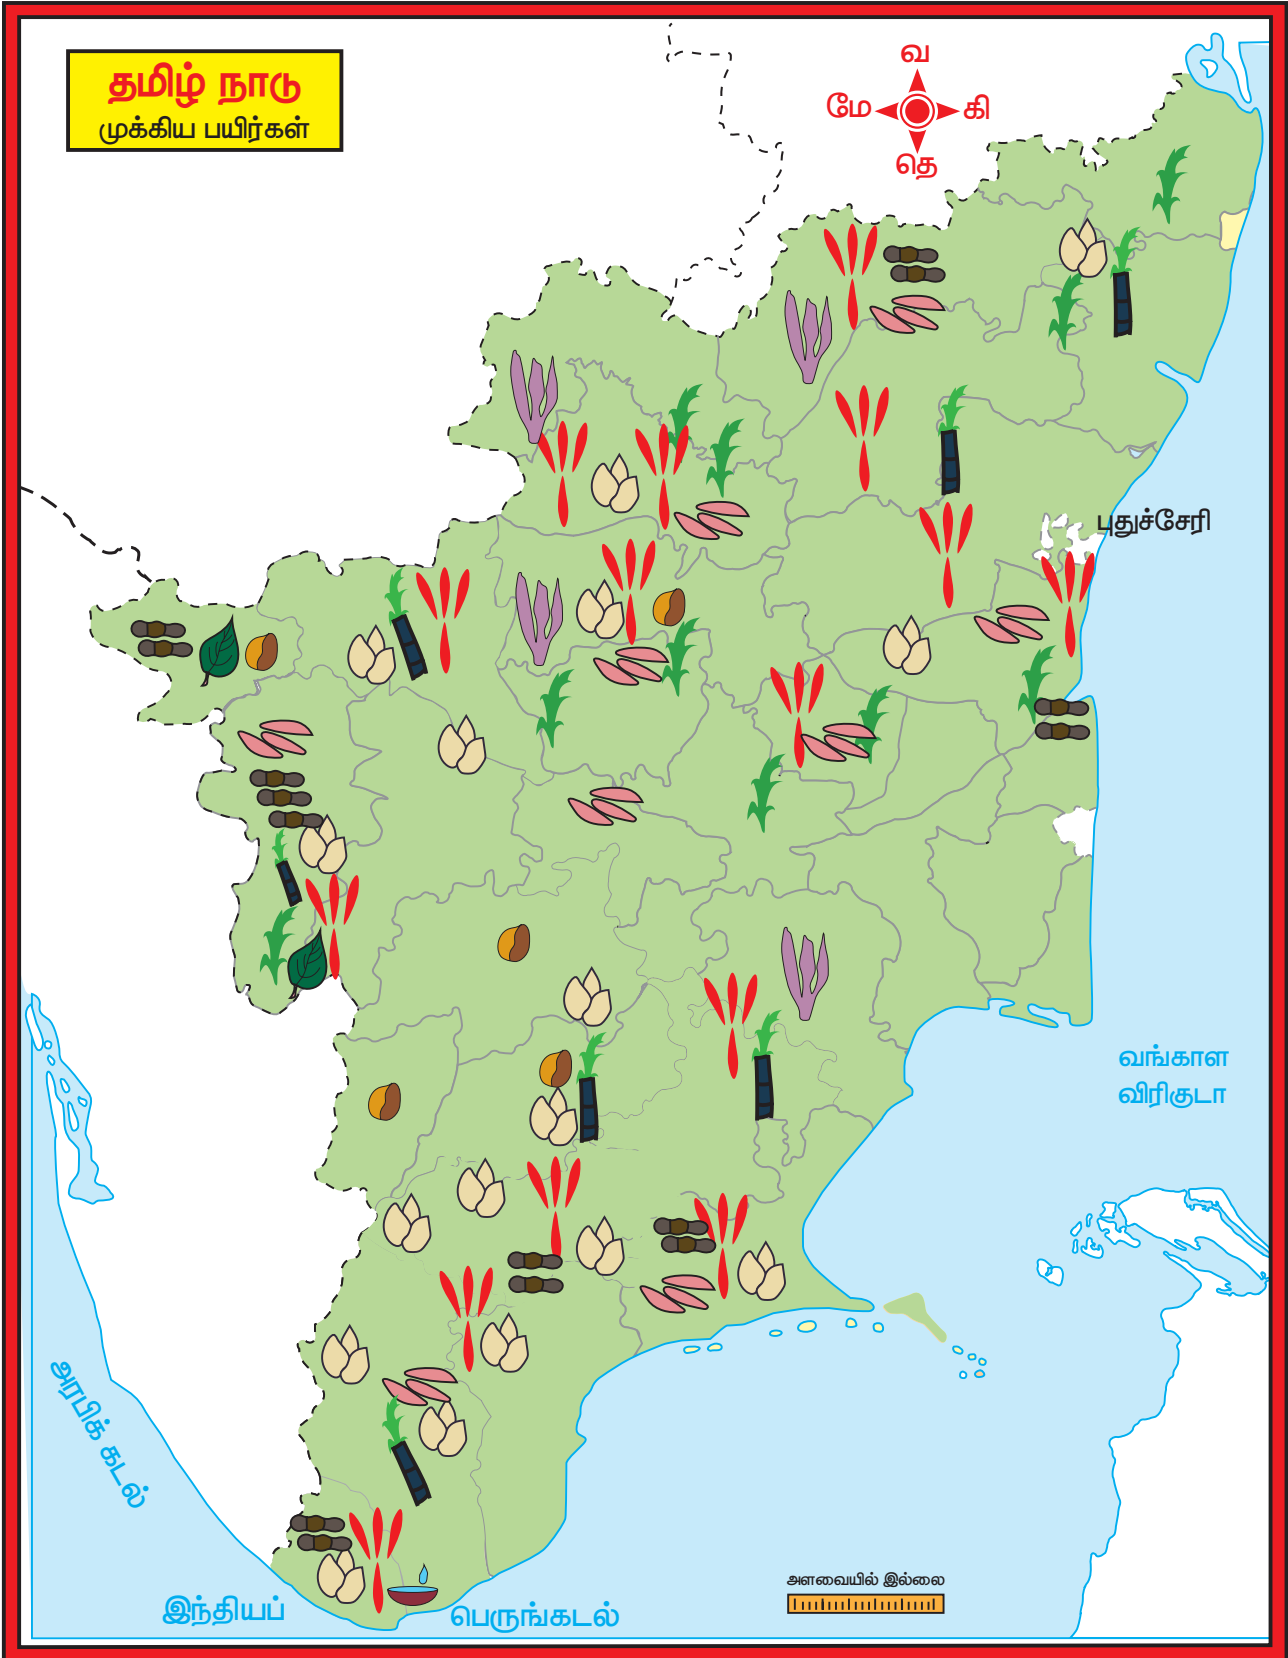 தமிழ் நாடு
முக்கிய பயிர்கள்
வ
மே கி
தெ
புதுச்சேரி
வங்காள
விரிகுடா
அரபிக் கடல்
அளவையில் இல்லை
இந்தியப் பெருங்கடல்